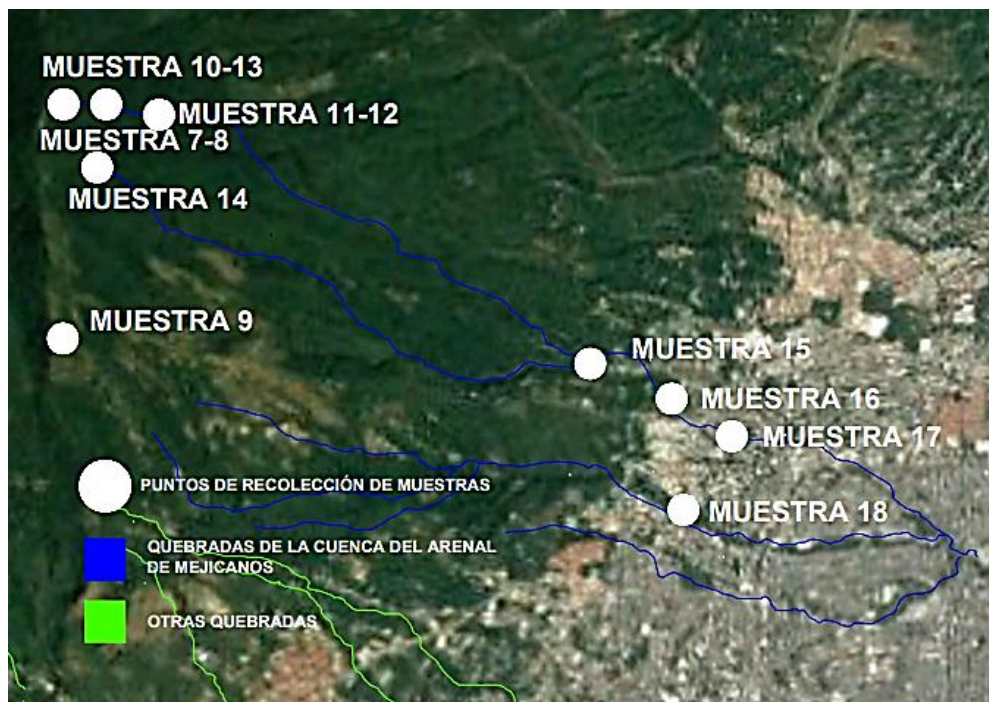 MUESTRA 10-13
MUESTRA 11-12
MUESTRA 7-8
MUESTRA 14
MUESTRA 9
MUESTRA 15
MUESTRA 16
MUESTRA 17
PUNTOS DE RECOLECCIÓN DE MUESTRAS
MUESTRA 18
QUEBRADAS DE LA CUENCA DEL ARENAL
DE MEJICANOS
OTRAS QUEBRADAS